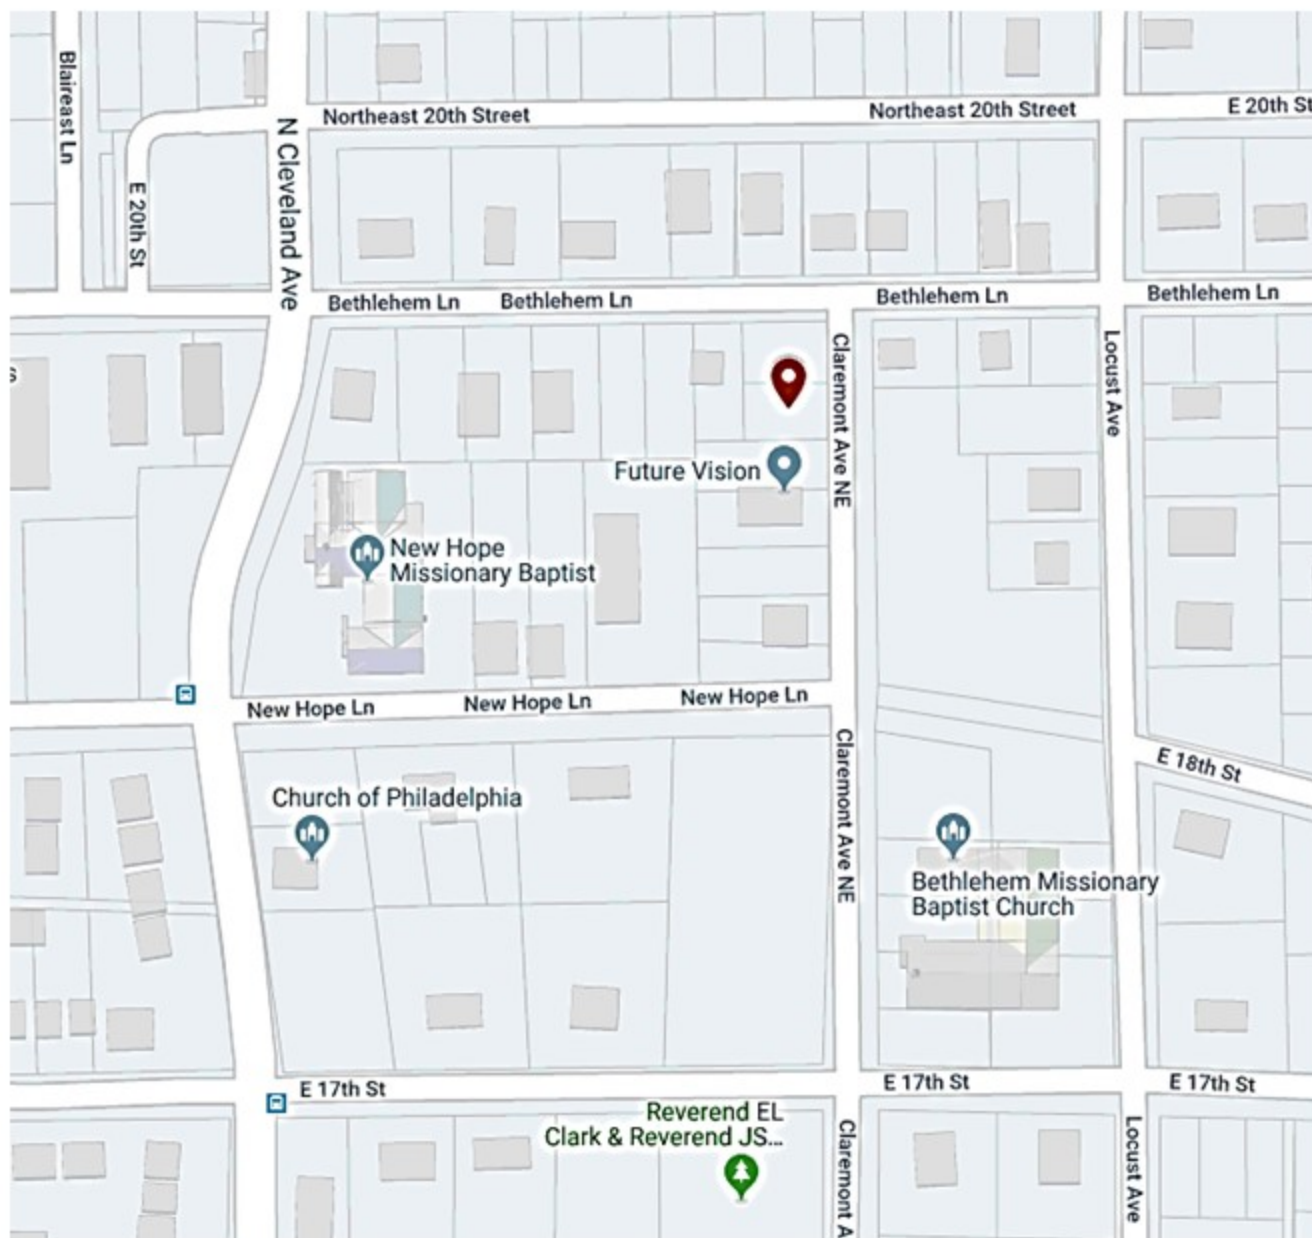 Blaireast Ln
Northeast 20th Street
Northeast 20th Street
E 20th St
N Cleveland Ave
E 20th St
Bethlehem Ln
Bethlehem Ln
Bethlehem Ln
Bethlehem Ln
s
Claremont Ave NE
Locust Ave
Future Vision
New Hope
Missionary Baptist
New Hope Ln
New Hope Ln
New Hope Ln
Claremont Ave NE
E 18th St
Church of Philadelphia
Bethlehem Missionary
Baptist Church
E 17th St
E 17th St
E 17th St
Reverend EL
Clark & Reverend JS...
Claremont A
Locust Ave